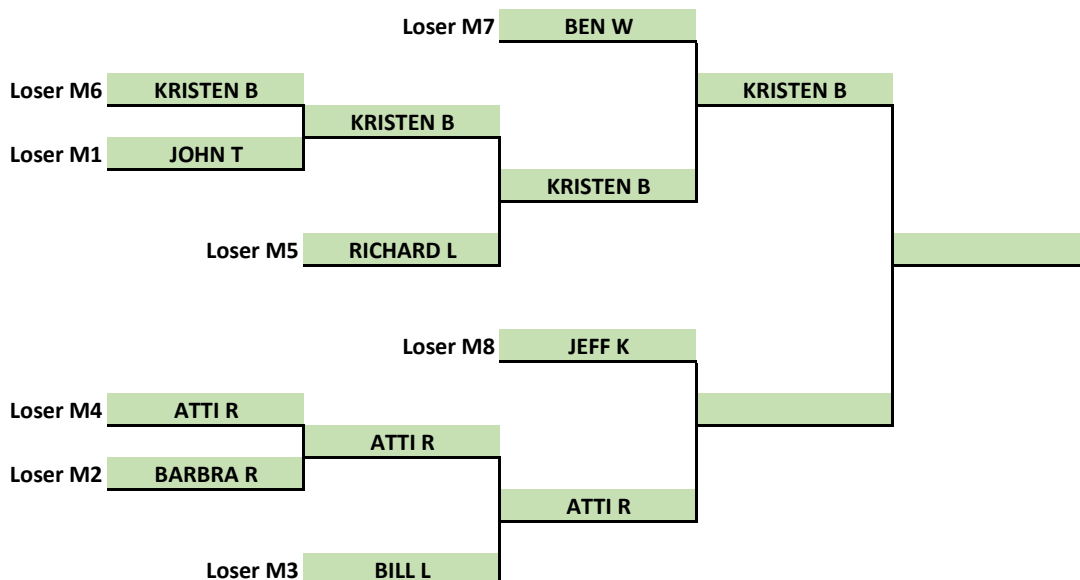 Loser M7 BEN W
Loser M6 KRISTEN B KRISTEN B
KRISTEN B
Loser M1 JOHN T
KRISTEN B
Loser M5 RICHARD L
Loser M8 JEFF K
Loser M4 ATTI R
ATTI R
Loser M2 BARBRA R
ATTI R
Loser M3 BILL L